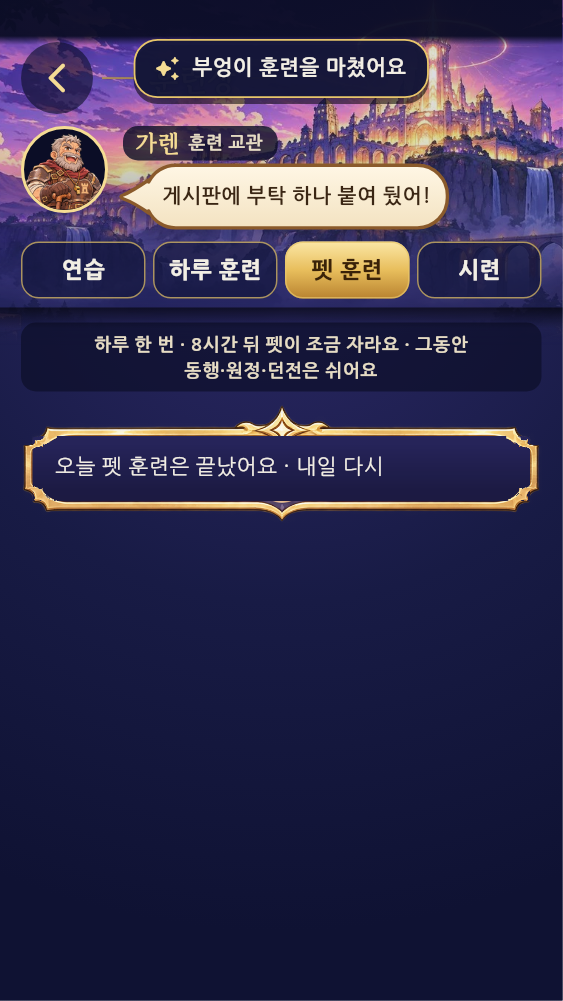 부엉이 훈련을 마쳤어요
가렌 훈련 교관
게시판에 부탁 하나 붙여 뒀어!
연습
하루 훈련
펫 훈련
시련
하루 한 번 · 8시간 뒤 펫이 조금 자라요 · 그동안
동행·원정·던전은 쉬어요
오늘 펫 훈련은 끝났어요 · 내일 다시